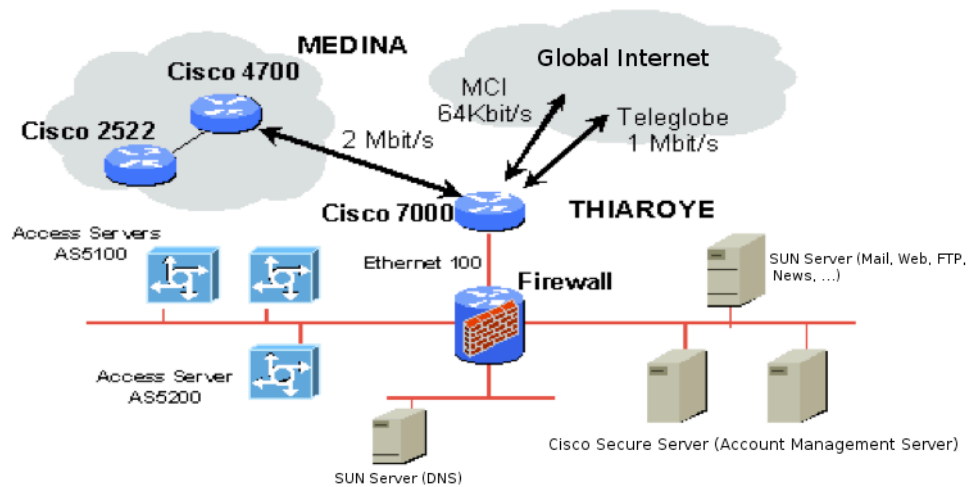 MEDINA
Cisco 4700
Cisco 2522
2 Mbit/s
Global Internet
MCI
64Kbit/s
Teleglobe
1 Mbit/s
Cisco 7000
THIAROYE
Access Servers
AS5100
Ethernet 100
Firewall
SUN Server (Mail, Web, FTP,
News, ...)
Access Server
AS5200
SUN Server (DNS)
Cisco Secure Server (Account Management Server)